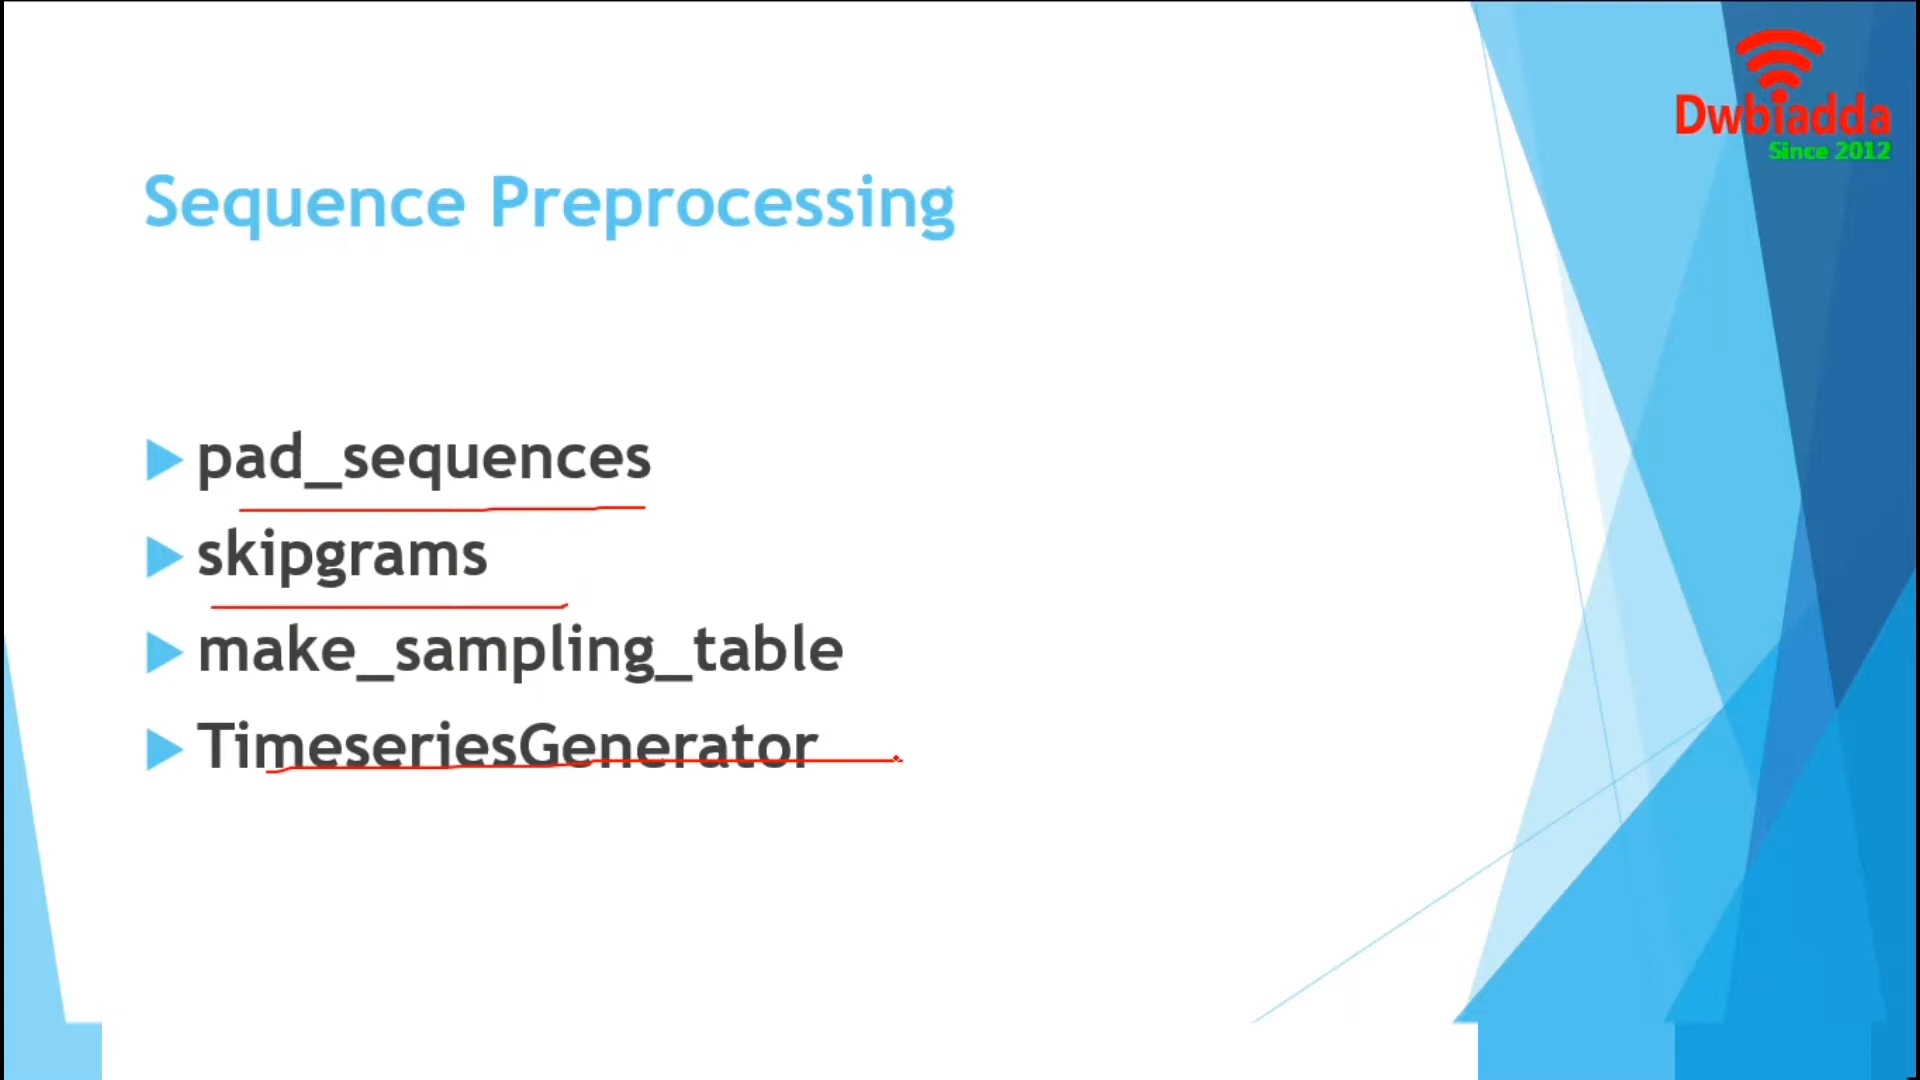 Dwbiadda
Since 2012
Sequence Preprocessing
pad_sequences
skipgrams
make_sampling_table
TimeseriesGenerator